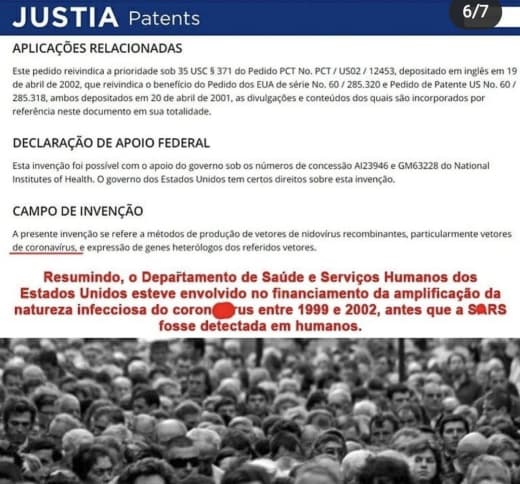 JUSTIA Patents
6/7
APLICAÇÕES RELACIONADAS
Este pedido reivindica a prioridade sob 35 USC § 371 do Pedido PCT No. PCT / US02 / 12453, depositado em inglês em 19
de abril de 2002, que reivindica o benefício do Pedido dos EUA de série No. 60 / 285.320 e Pedido de Patente US No. 60 /
285.318, ambos depositados em 20 de abril de 2001, as divulgações e conteúdos dos quais são incorporados por
referência neste documento em sua totalidade.
DECLARAÇÃO DE APOIO FEDERAL
Esta invenção foi possível com o apoio do governo sob os números de concessão AI23946 e GM63228 do National
Institutes of Health. O governo dos Estados Unidos tem certos direitos sobre esta invenção.
CAMPO DE INVENÇÃO
A presente invenção se refere a métodos de produção de vetores de nidovírus recombinantes, particularmente vetores
de coronavírus, e expressão de genes heterólogos dos referidos vetores.
Resumindo, o Departamento de Saúde e Serviços Humanos dos
Estados Unidos esteve envolvido no financiamento da amplificação da
natureza infecciosa do coron rus entre 1999 e 2002, antes que a SARS
fosse detectada em humanos.